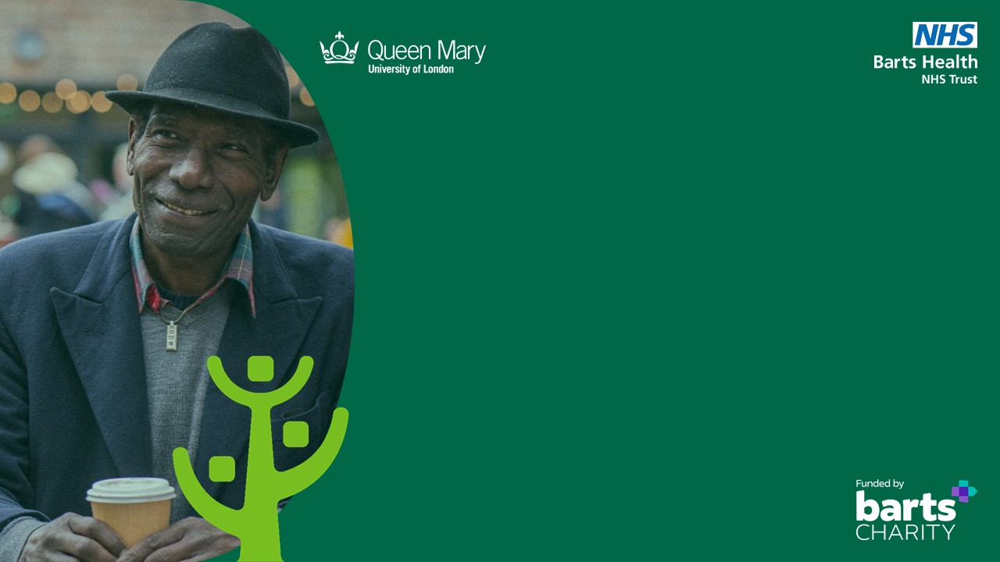 Queen Mary
University of London
NHS
Barts Health
NHS Trust
Funded by
barts
CHARITY